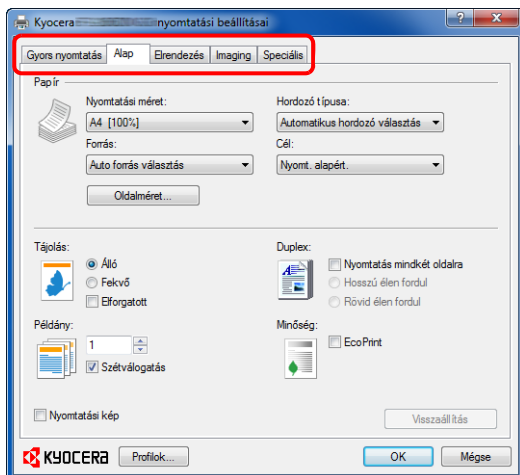 Kyocera nyomtatási beállításai
Gyors nyomtatás Alap Elrendezés Imaging Speciális
Papír
Nyomtatási méret: Hordozó típusa:
A4 [100%] Automatikus hordozó választás
Forrás: Cél:
Auto forrás választás Nyomt. alapért.
Oldalméret...
Tájolás: Duplex:
Álló Nyomtatás mindkét oldalra
Fekvő Hosszú élen fordul
Elforgatott Rövid élen fordul
Példány: Minőség:
1 EcoPrint
Szétválogatás
Nyomtatási kép Visszaállítás
KYOCERA Profilok... OK Mégse